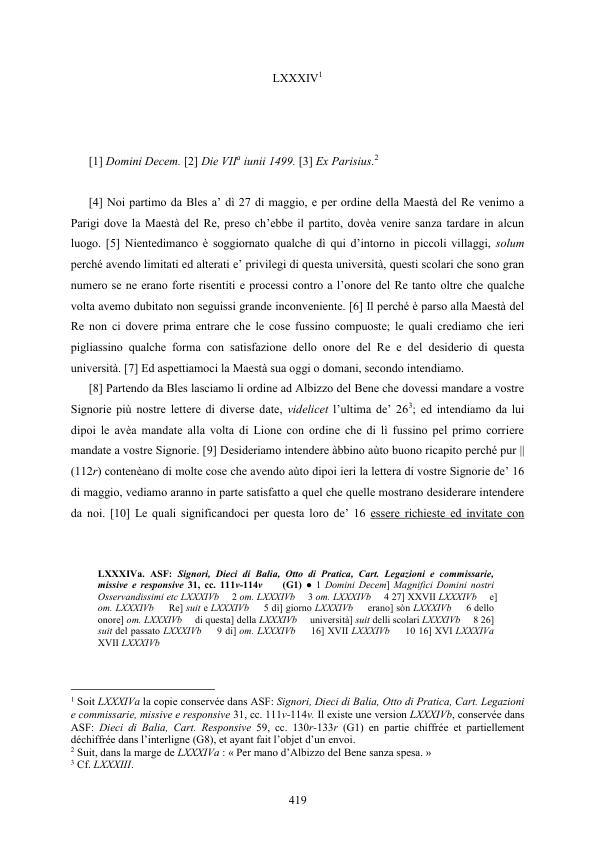 LXXXIV1
[1] Domini Decem. [2] Die VIIa iunii 1499. [3] Ex Parisius.2
[4] Noi partimo da Bles a’ dì 27 di maggio, e per ordine della Maestà del Re venimo a
Parigi dove la Maestà del Re, preso ch’ebbe il partito, dovèa venire sanza tardare in alcun
luogo. [5] Nientedimanco è soggiornato qualche dì qui d’intorno in piccoli villaggi, solum
perché avendo limitati ed alterati e’ privilegi di questa università, questi scolari che sono gran
numero se ne erano forte risentiti e processi contro a l’onore del Re tanto oltre che qualche
volta avemo dubitato non seguissi grande inconveniente. [6] Il perché è parso alla Maestà del
Re non ci dovere prima entrare che le cose fussino compuoste; le quali crediamo che ieri
pigliassino qualche forma con satisfazione dello onore del Re e del desiderio di questa
università. [7] Ed aspettiamoci la Maestà sua oggi o domani, secondo intendiamo.
[8] Partendo da Bles lasciamo li ordine ad Albizzo del Bene che dovessi mandare a vostre
Signorie più nostre lettere di diverse date, videlicet l’ultima de’ 263; ed intendiamo da lui
dipoi le avèa mandate alla volta di Lione con ordine che di lì fussino pel primo corriere
mandate a vostre Signorie. [9] Desideriamo intendere àbbino aùto buono ricapito perché pur ||
(112r) contenèano di molte cose che avendo aùto dipoi ieri la lettera di vostre Signorie de’ 16
di maggio, vediamo aranno in parte satisfatto a quel che quelle mostrano desiderare intendere
da noi. [10] Le quali significandoci per questa loro de’ 16 essere richieste ed invitate con
LXXXIVa. ASF: Signori, Dieci di Balia, Otto di Pratica, Cart. Legazioni e commissarie,
missive e responsive 31, cc. 111v-114v (G1) ● 1 Domini Decem] Magnifici Domini nostri
Osservandissimi etc LXXXIVb 2 om. LXXXIVb 3 om. LXXXIVb 4 27] XXVII LXXXIVb e]
om. LXXXIVb Re] suit e LXXXIVb 5 dì] giorno LXXXIVb erano] sòn LXXXIVb 6 dello
onore] om. LXXXIVb di questa] della LXXXIVb università] suit delli scolari LXXXIVb 8 26]
suit del passato LXXXIVb 9 di] om. LXXXIVb 16] XVII LXXXIVb 10 16] XVI LXXXIVa
XVII LXXXIVb
1 Soit LXXXIVa la copie conservée dans ASF: Signori, Dieci di Balia, Otto di Pratica, Cart. Legazioni
e commissarie, missive e responsive 31, cc. 111v-114v. Il existe une version LXXXIVb, conservée dans
ASF: Dieci di Balia, Cart. Responsive 59, cc. 130r-133r (G1) en partie chiffrée et partiellement
déchiffrée dans l’interligne (G8), et ayant fait l’objet d’un envoi.
2 Suit, dans la marge de LXXXIVa : « Per mano d’Albizzo del Bene sanza spesa. »
3 Cf. LXXXIII.
419